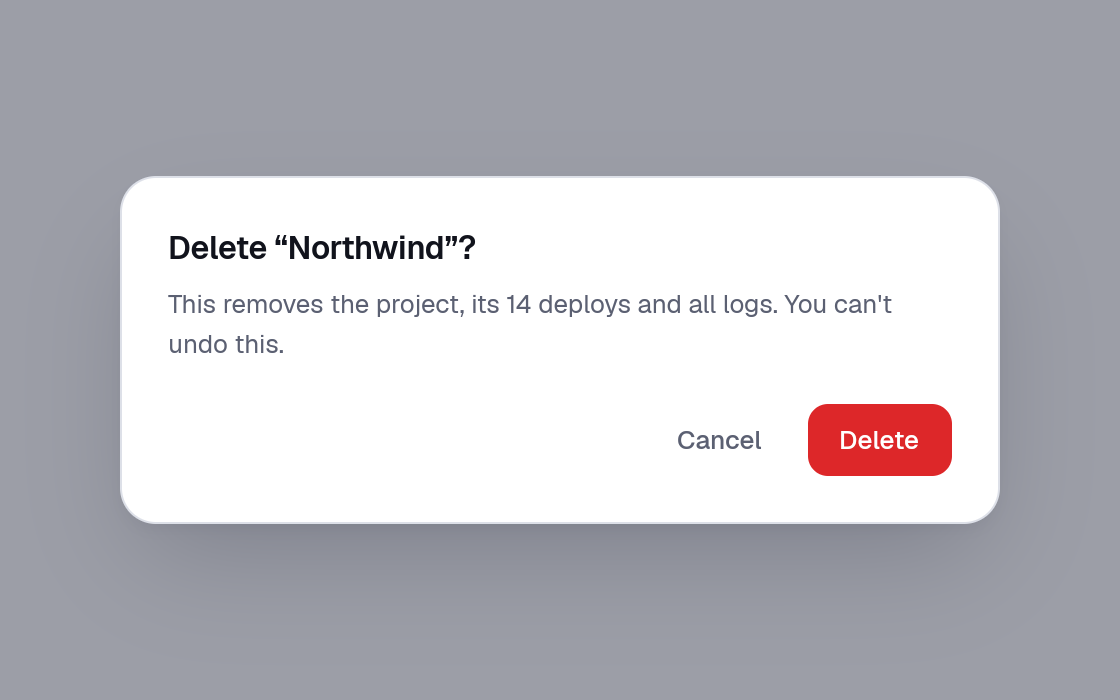 Delete “Northwind”?
This removes the project, its 14 deploys and all logs. You can't
undo this.
Cancel
Delete